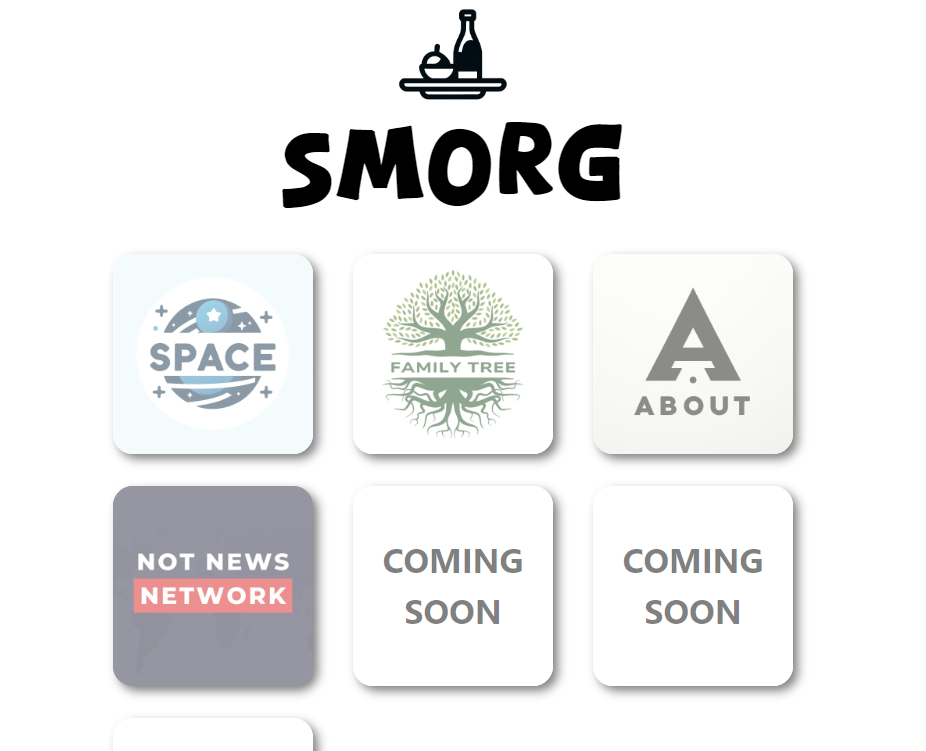 SMORG
SPACE
FAMILY TREE
ABOUT
NOT NEWS
NETWORK
COMING
SOON
COMING
SOON